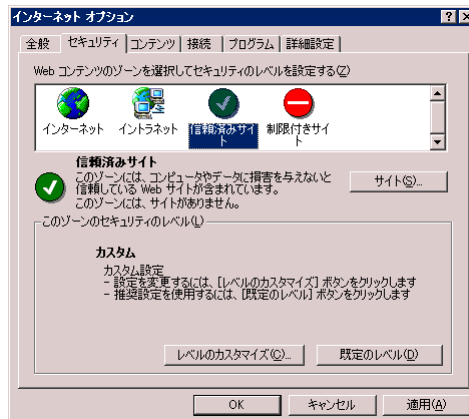 インターネット オプション
全般 セキュリティ コンテンツ 接続 プログラム 詳細設定
Web コンテンツのゾーンを選択してセキュリティのレベルを設定する(Z)
インターネット イントラネット 信頼済みサイト 制限付きサイト
信頼済みサイト
このゾーンには、コンピュータやデータに損害を与えないと
信頼している Web サイトが含まれています。
このゾーンには、サイトがありません。
サイト(S)...
このゾーンのセキュリティのレベル(L)
カスタム
カスタム設定
- 設定を変更するには、[レベルのカスタマイズ] ボタンをクリックします
- 推奨設定を使用するには、[既定のレベル] ボタンをクリックします
レベルのカスタマイズ(C)... 既定のレベル(D)
OK キャンセル 適用(A)